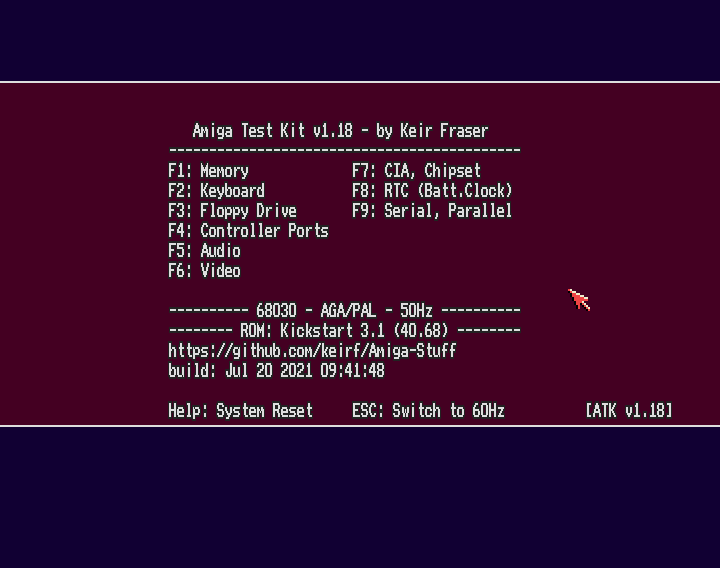 Amiga Test Kit v1.18 - by Keir Fraser
--------------------------------------------
F1: Memory F7: CIA, Chipset
F2: Keyboard F8: RTC (Batt.Clock)
F3: Floppy Drive F9: Serial, Parallel
F4: Controller Ports
F5: Audio
F6: Video
---------- 68030 - AGA/PAL - 50Hz ----------
-------- ROM: Kickstart 3.1 (40.68) --------
https://github.com/keirf/Amiga-Stuff
build: Jul 20 2021 09:41:48
Help: System Reset ESC: Switch to 60Hz [ATK v1.18]